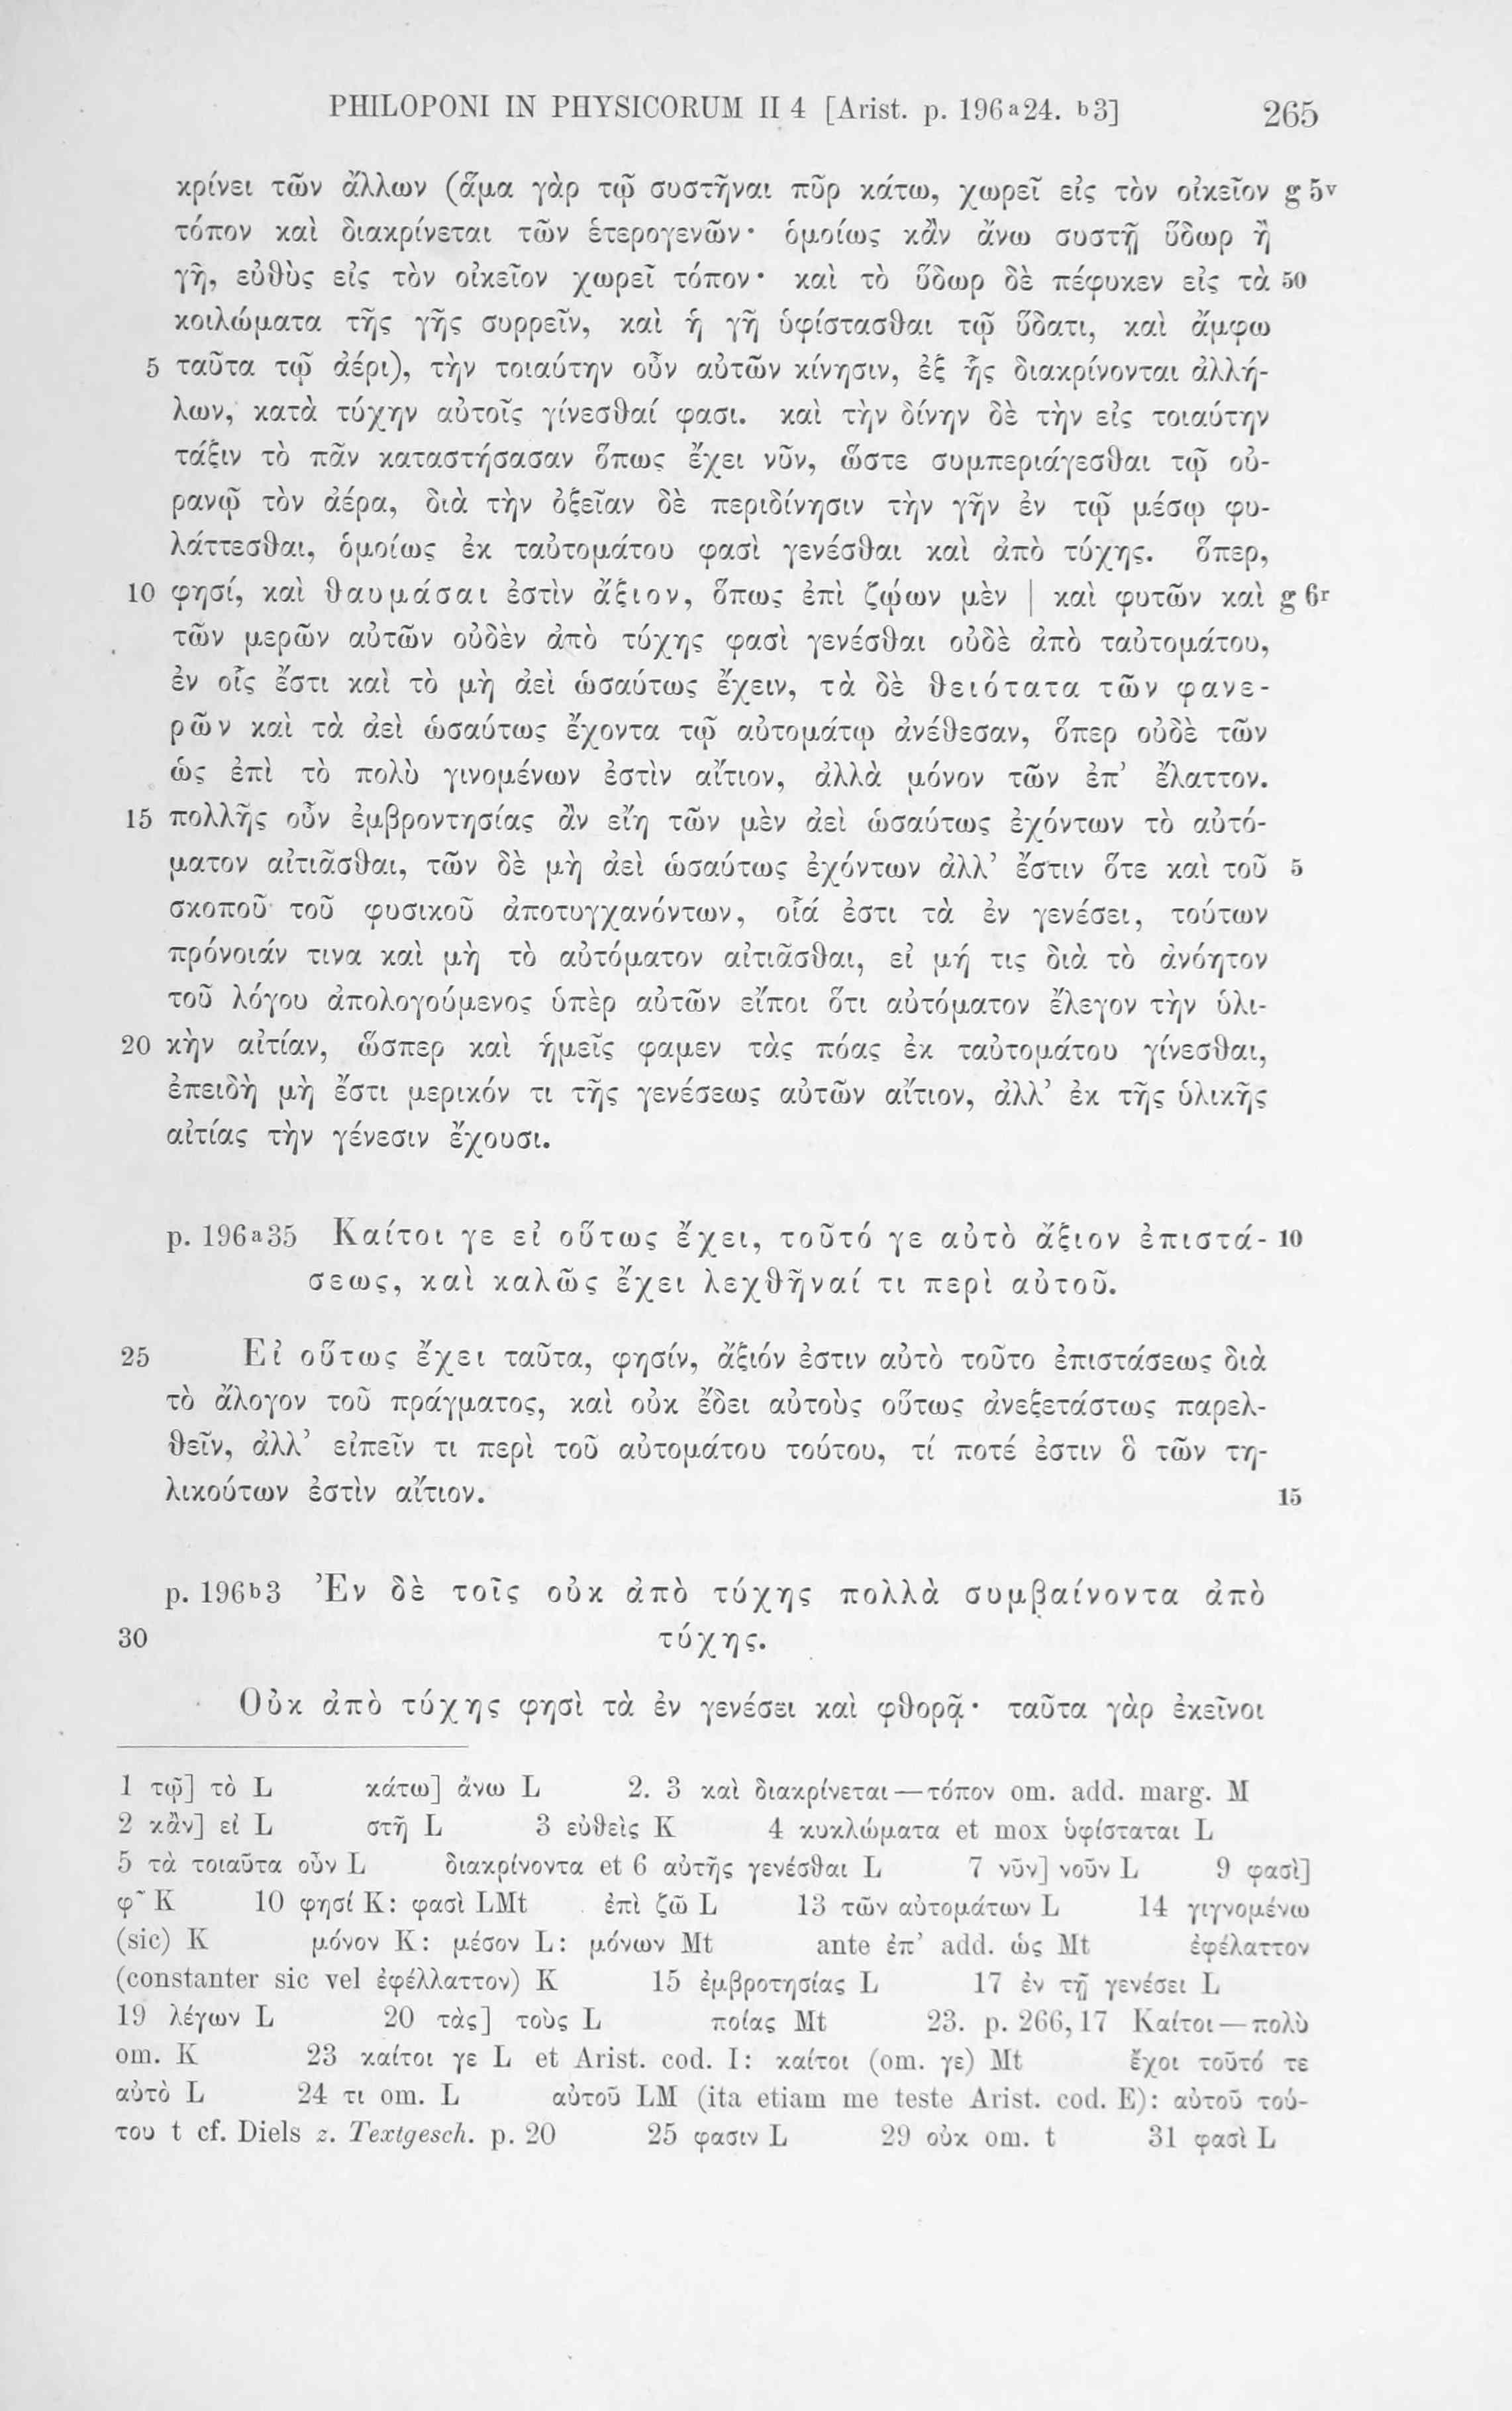 PHILOPONI IN PHYSICORUM II 4 [Arist. p. 196ᵃ24. ᵇ3] 265
κρίνει τῶν ἄλλων (ἅμα γὰρ τῷ συστῆναι πῦρ κάτω, χωρεῖ εἰς τὸν οἰκεῖον g 5ᵛ
τόπον καὶ διακρίνεται τῶν ἑτερογενῶν· ὁμοίως κἂν ἄνω συστῇ ὕδωρ ἢ
γῆ, εὐθὺς εἰς τὸν οἰκεῖον χωρεῖ τόπον· καὶ τὸ ὕδωρ δὲ πέφυκεν εἰς τὰ 50
κοιλώματα τῆς γῆς συρρεῖν, καὶ ἡ γῆ ὑφίστασθαι τῷ ὕδατι, καὶ ἄμφω
5 ταῦτα τῷ ἀέρι), τὴν τοιαύτην οὖν αὐτῶν κίνησιν, ἐξ ἧς διακρίνονται ἀλλή-
λων, κατὰ τύχην αὐτοῖς γίνεσθαί φασι. καὶ τὴν δίνην δὲ τὴν εἰς τοιαύτην
τάξιν τὸ πᾶν καταστήσασαν ὅπως ἔχει νῦν, ὥστε συμπεριάγεσθαι τῷ οὐ-
ρανῷ τὸν ἀέρα, διὰ τὴν ὀξεῖαν δὲ περιδίνησιν τὴν γῆν ἐν τῷ μέσῳ φυ-
λάττεσθαι, ὁμοίως ἐκ ταὐτομάτου φασὶ γενέσθαι καὶ ἀπὸ τύχης. ὅπερ,
10 φησί, καὶ θαυμάσαι ἐστὶν ἄξιον, ὅπως ἐπὶ ζῴων μὲν | καὶ φυτῶν καὶ g 6ʳ
τῶν μερῶν αὐτῶν οὐδὲν ἀπὸ τύχης φασὶ γενέσθαι οὐδὲ ἀπὸ ταὐτομάτου,
ἐν οἷς ἔστι καὶ τὸ μὴ ἀεὶ ὡσαύτως ἔχειν, τὰ δὲ θειότατα τῶν φανε-
ρῶν καὶ τὰ ἀεὶ ὡσαύτως ἔχοντα τῷ αὐτομάτῳ ἀνέθεσαν, ὅπερ οὐδὲ τῶν
ὡς ἐπὶ τὸ πολὺ γινομένων ἐστὶν αἴτιον, ἀλλὰ μόνον τῶν ἐπ’ ἔλαττον.
15 πολλῆς οὖν ἐμβροντησίας ἂν εἴη τῶν μὲν ἀεὶ ὡσαύτως ἐχόντων τὸ αὐτό-
ματον αἰτιᾶσθαι, τῶν δὲ μὴ ἀεὶ ὡσαύτως ἐχόντων ἀλλ’ ἔστιν ὅτε καὶ τοῦ 5
σκοποῦ τοῦ φυσικοῦ ἀποτυγχανόντων, οἷά ἐστι τὰ ἐν γενέσει, τούτων
πρόνοιάν τινα καὶ μὴ τὸ αὐτόματον αἰτιᾶσθαι, εἰ μή τις διὰ τὸ ἀνόητον
τοῦ λόγου ἀπολογούμενος ὑπὲρ αὐτῶν εἴποι ὅτι αὐτόματον ἔλεγον τὴν ὑλι-
20 κὴν αἰτίαν, ὥσπερ καὶ ἡμεῖς φαμεν τὰς πόας ἐκ ταὐτομάτου γίνεσθαι,
ἐπειδὴ μὴ ἔστι μερικόν τι τῆς γενέσεως αὐτῶν αἴτιον, ἀλλ’ ἐκ τῆς ὑλικῆς
αἰτίας τὴν γένεσιν ἔχουσι.
p. 196ᵃ35 Καίτοι γε εἰ οὕτως ἔχει, τοῦτό γε αὐτὸ ἄξιον ἐπιστά- 10
σεως, καὶ καλῶς ἔχει λεχθῆναί τι περὶ αὐτοῦ.
25 Εἰ οὕτως ἔχει ταῦτα, φησίν, ἄξιόν ἐστιν αὐτὸ τοῦτο ἐπιστάσεως διὰ
τὸ ἄλογον τοῦ πράγματος, καὶ οὐκ ἔδει αὐτοὺς οὕτως ἀνεξετάστως παρελ-
θεῖν, ἀλλ’ εἰπεῖν τι περὶ τοῦ αὐτομάτου τούτου, τί ποτέ ἐστιν ὃ τῶν τη-
λικούτων ἐστὶν αἴτιον. 15
p. 196ᵇ3 Ἐν δὲ τοῖς οὐκ ἀπὸ τύχης πολλὰ συμβαίνοντα ἀπὸ
30 τύχης.
Οὐκ ἀπὸ τύχης φησὶ τὰ ἐν γενέσει καὶ φθορᾷ· ταῦτα γὰρ ἐκεῖνοι
1 τῷ] τὸ L κάτω] ἄνω L 2. 3 καὶ διακρίνεται — τόπον om. add. marg. M
2 κἂν] εἰ L στῇ L 3 εὐθεὶς K 4 κυκλώματα et mox ὑφίσταται L
5 τὰ τοιαῦτα οὖν L διακρίνοντα et 6 αὐτῆς γενέσθαι L 7 νῦν] νοῦν L 9 φασὶ]
φ῀ K 10 φησί K: φασὶ LMt ἐπὶ ζῶ L 13 τῶν αὐτομάτων L 14 γιγνομένω
(sic) K μόνον K: μέσον L: μόνων Mt ante ἐπ’ add. ὡς Mt ἐφέλαττον
(constanter sic vel ἐφέλλαττον) K 15 ἐμβροτησίας L 17 ἐν τῇ γενέσει L
19 λέγων L 20 τὰς] τοὺς L ποίας Mt 23. p. 266,17 Καίτοι — πολὺ
om. K 23 καίτοι γε L et Arist. cod. I: καίτοι (om. γε) Mt ἔχοι τοῦτό τε
αὐτὸ L 24 τι om. L αὐτοῦ LM (ita etiam me teste Arist. cod. E): αὐτοῦ τού-
του t cf. Diels z. Textgesch. p. 20 25 φασιν L 29 οὐκ om. t 31 φασὶ L